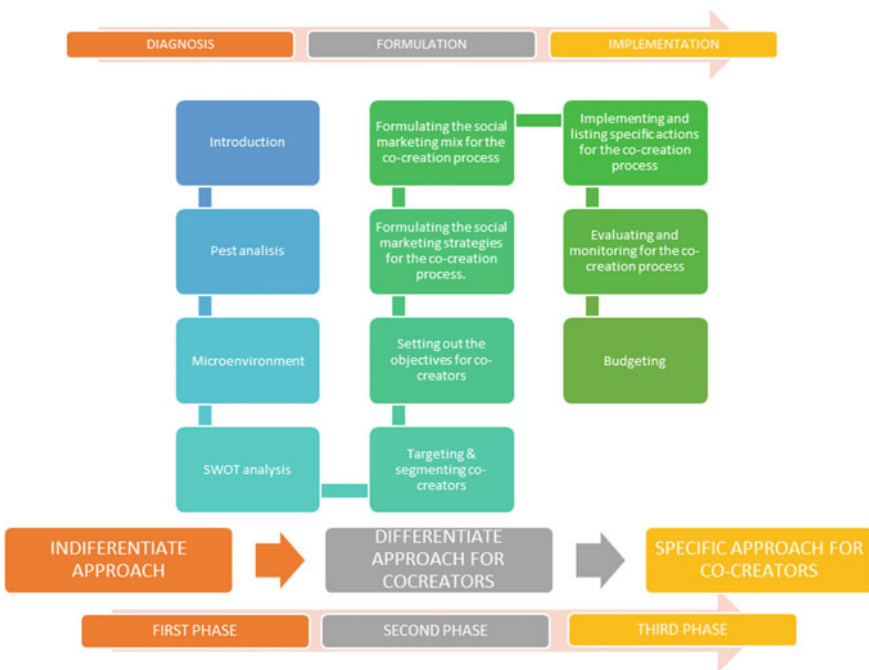 DIAGNOSIS
FORMULATION
IMPLEMENTATION
Introduction
Pest analisis
Microenvironment
SWOT analysis
Formulating the social
marketing mix for the
co-creation process
Formulating the social
marketing strategies
for the co-creation
process.
Setting out the
objectives for co-
creators
Targeting &
segmenting co-
creators
Implementing and
listing specific actions
for the co-creation
process
Evaluating and
monitoring for the co-
creation process
Budgeting
INDIFERENTIATE
APPROACH
DIFFERENTIATE
APPROACH FOR
COCREATORS
SPECIFIC APPROACH FOR
CO-CREATORS
FIRST PHASE
SECOND PHASE
THIRD PHASE